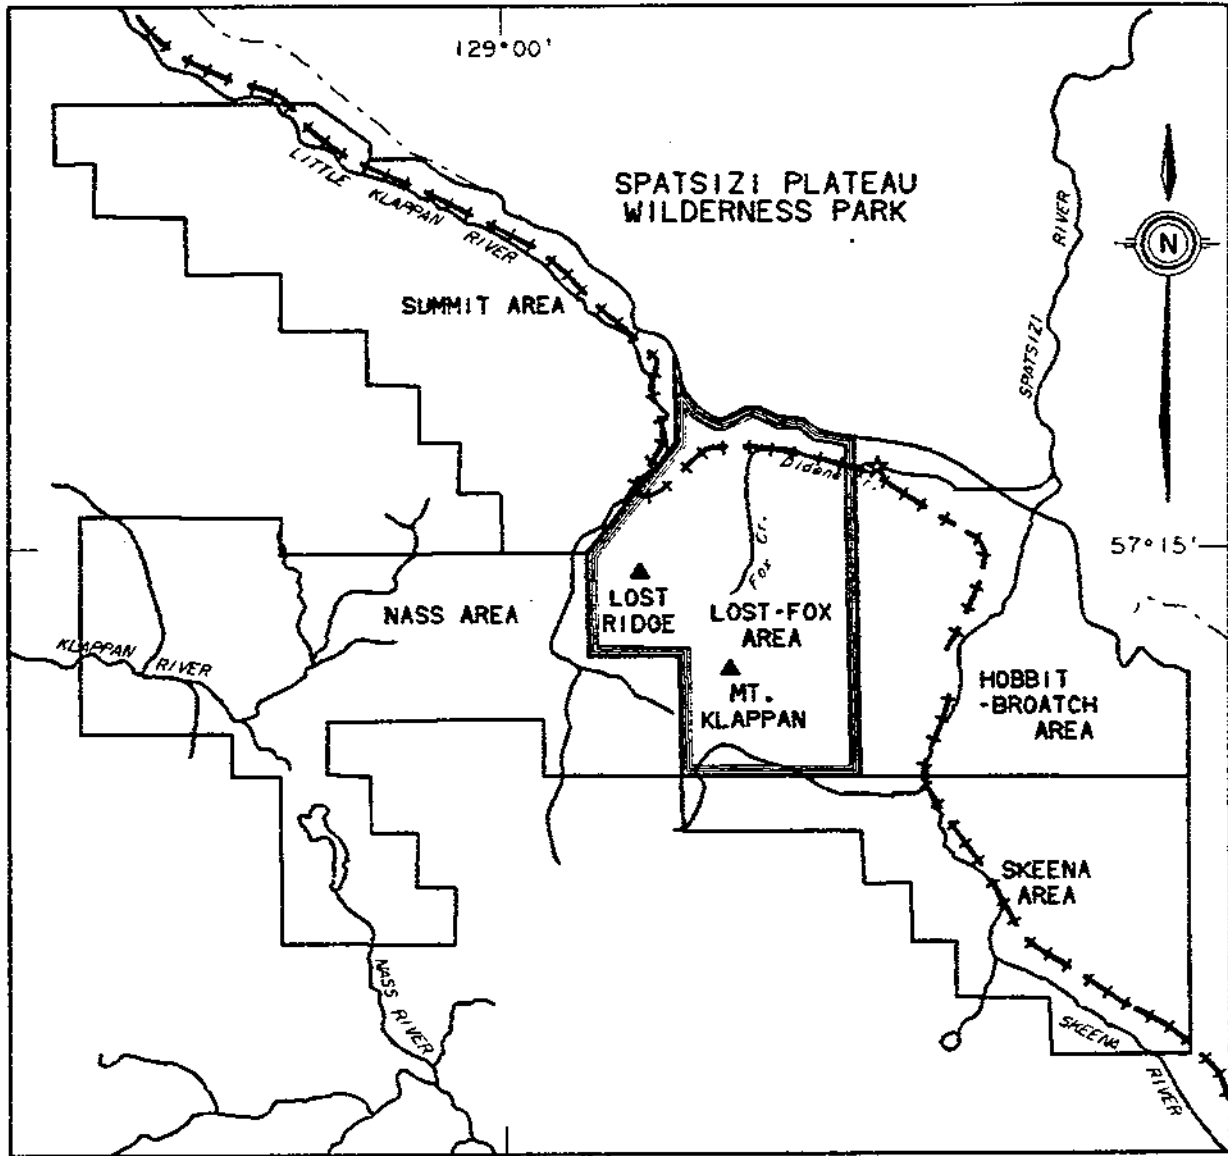 129°00'
LITTLE KLAPPAN RIVER
SPATSIZI PLATEAU
WILDERNESS PARK
SPATSIZI RIVER
N
SUMMIT AREA
Didene Cr.
57°15'
Fox Cr.
LOST
RIDGE
LOST-FOX
AREA
NASS AREA
KLAPPAN RIVER
MT.
KLAPPAN
HOBBIT
-BROATCH
AREA
SKEENA
AREA
NASS RIVER
SKEENA RIVER